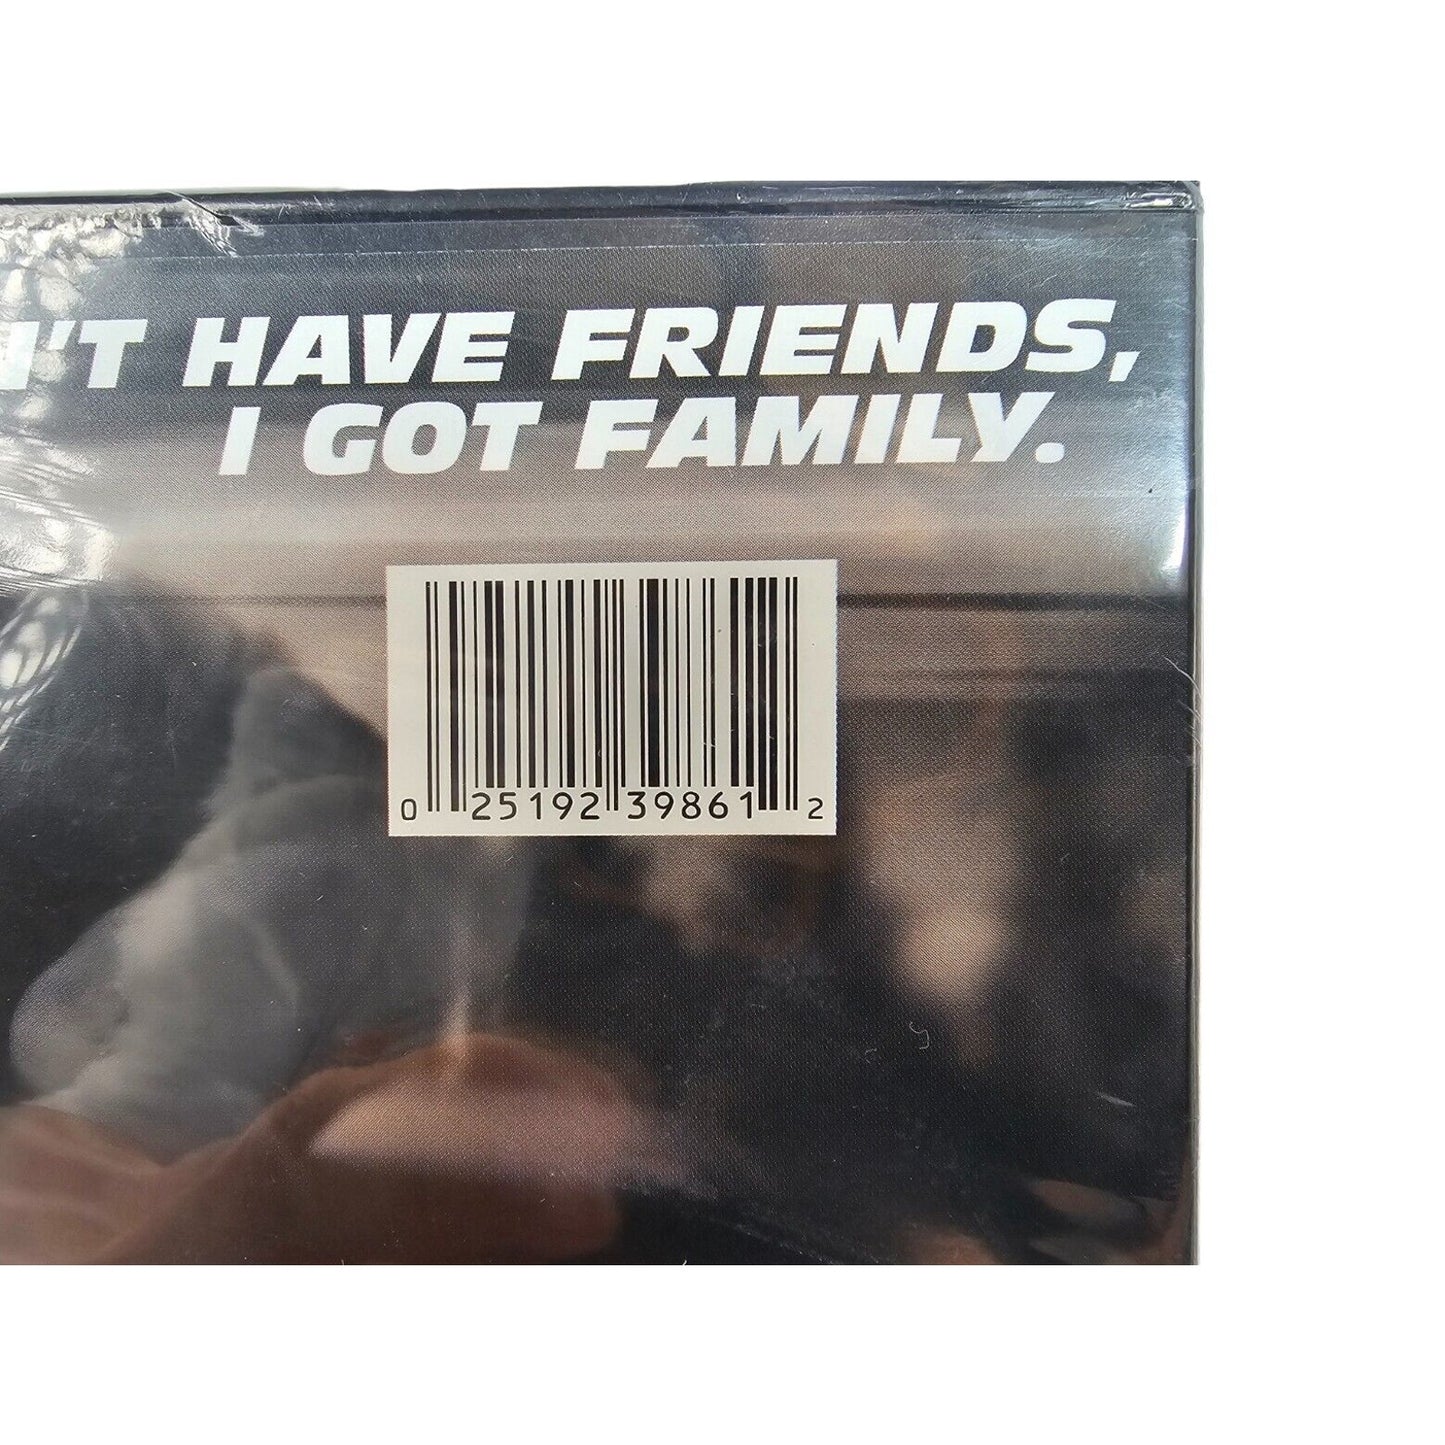 'T HAVE FRIENDS,
I GOT FAMILY.
0 25192 39861 2